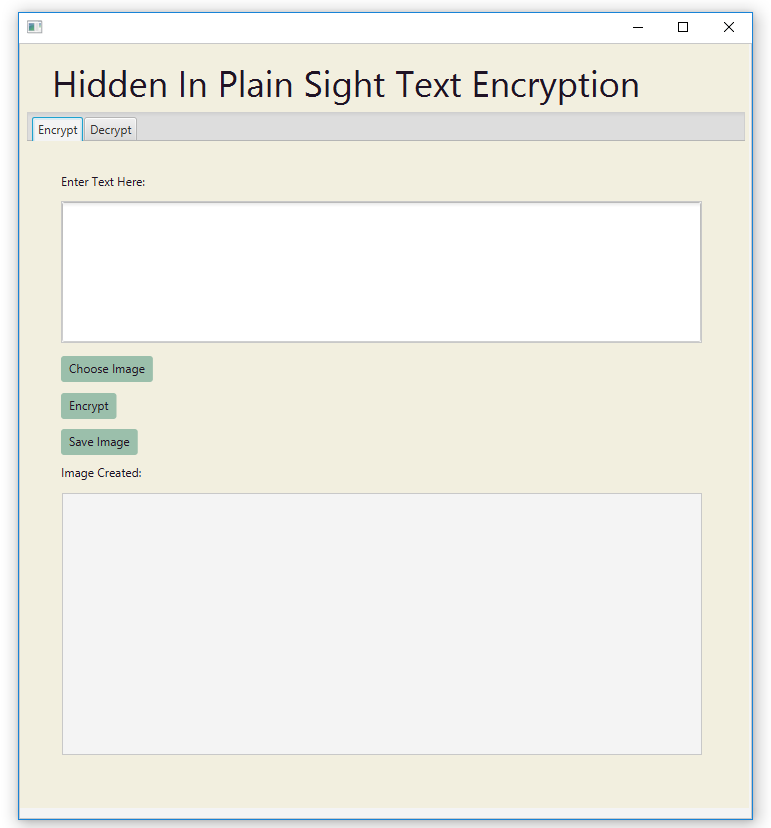 Hidden In Plain Sight Text Encryption
Encrypt Decrypt
Enter Text Here:
Choose Image
Encrypt
Save Image
Image Created: